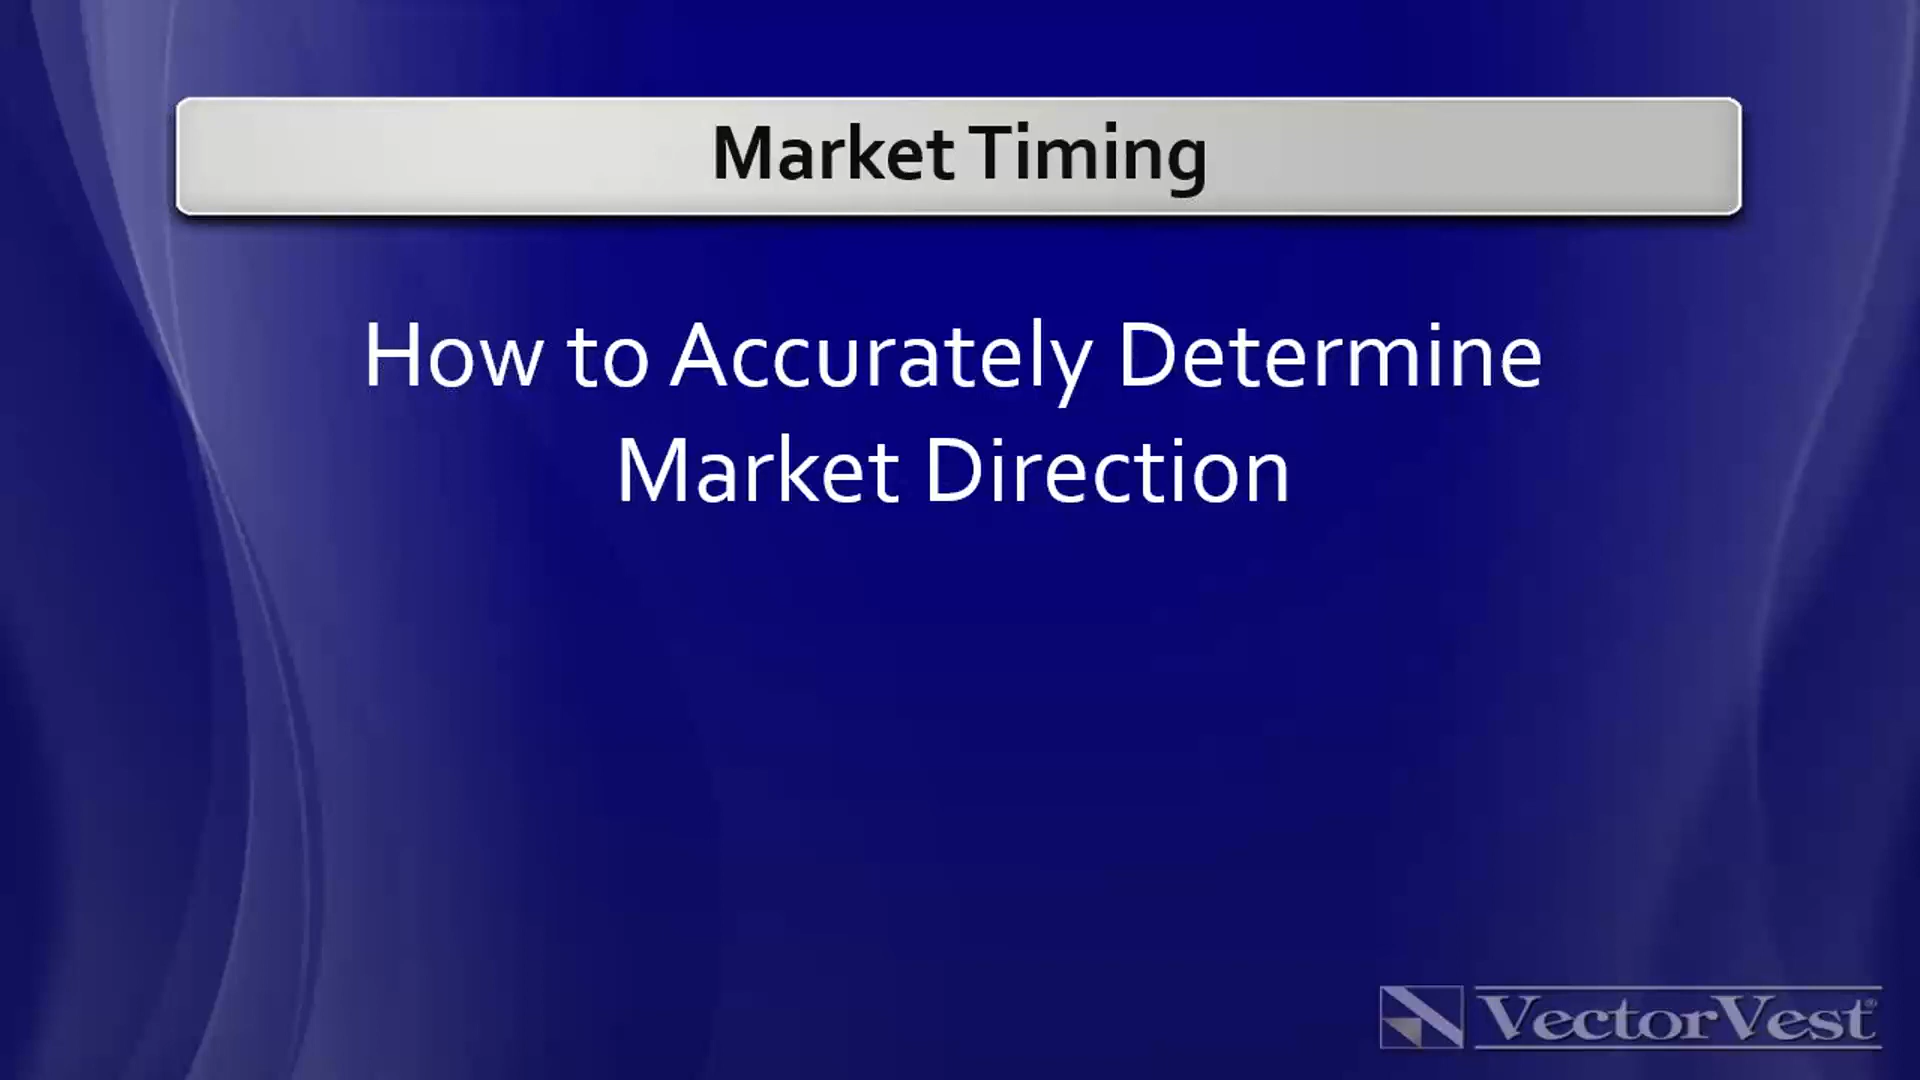 Market Timing
How to Accurately Determine
Market Direction
VectorVest®